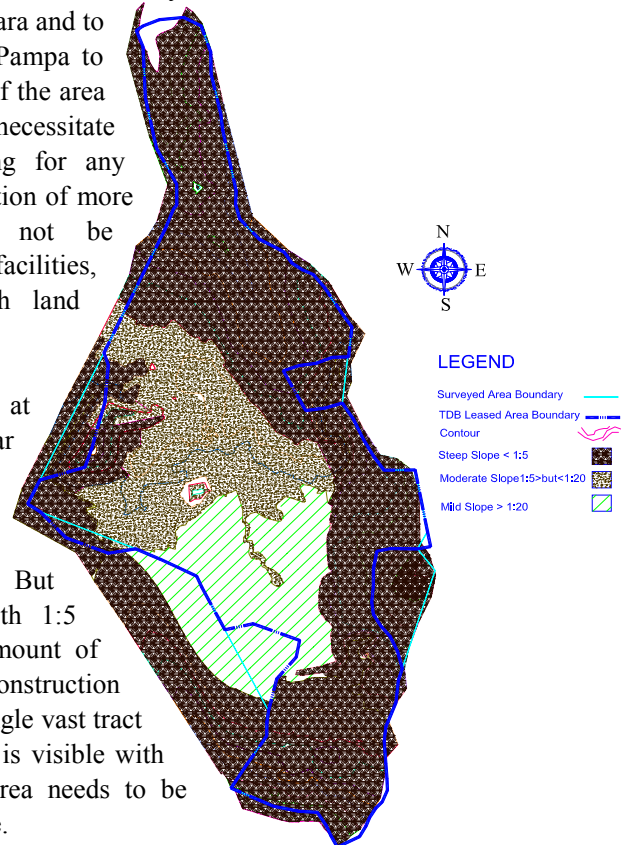 ara and to
Pampa to
f the area
necessitate
ng for any
tion of more
not be
facilities,
h land
at
ar
But
th 1:5
mount of
onstruction
gle vast tract
is visible with
rea needs to be
e.
N
W E
S
LEGEND
Surveyed Area Boundary
TDB Leased Area Boundary
Contour
Steep Slope < 1:5
Moderate Slope1:5>but<1:20
Mild Slope > 1:20